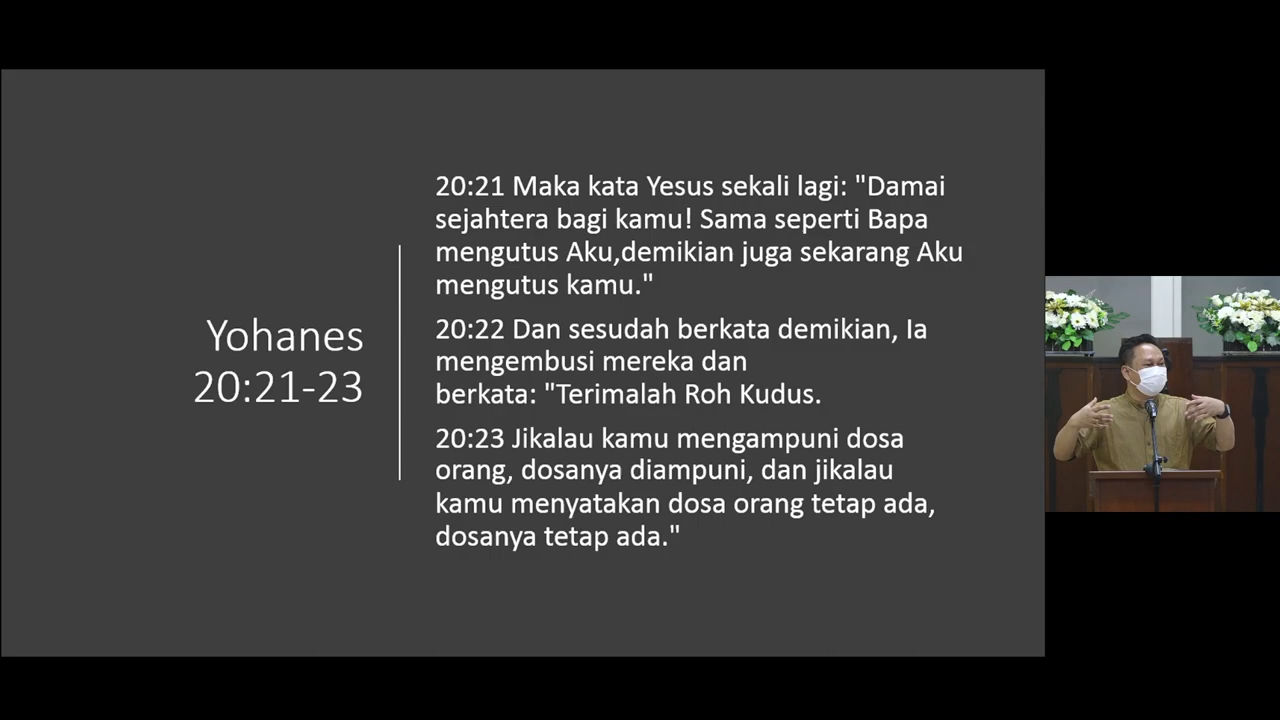 Yohanes
20:21-23
20:21 Maka kata Yesus sekali lagi: "Damai
sejahtera bagi kamu! Sama seperti Bapa
mengutus Aku,demikian juga sekarang Aku
mengutus kamu."
20:22 Dan sesudah berkata demikian, Ia
mengembusi mereka dan
berkata: "Terimalah Roh Kudus.
20:23 Jikalau kamu mengampuni dosa
orang, dosanya diampuni, dan jikalau
kamu menyatakan dosa orang tetap ada,
dosanya tetap ada."